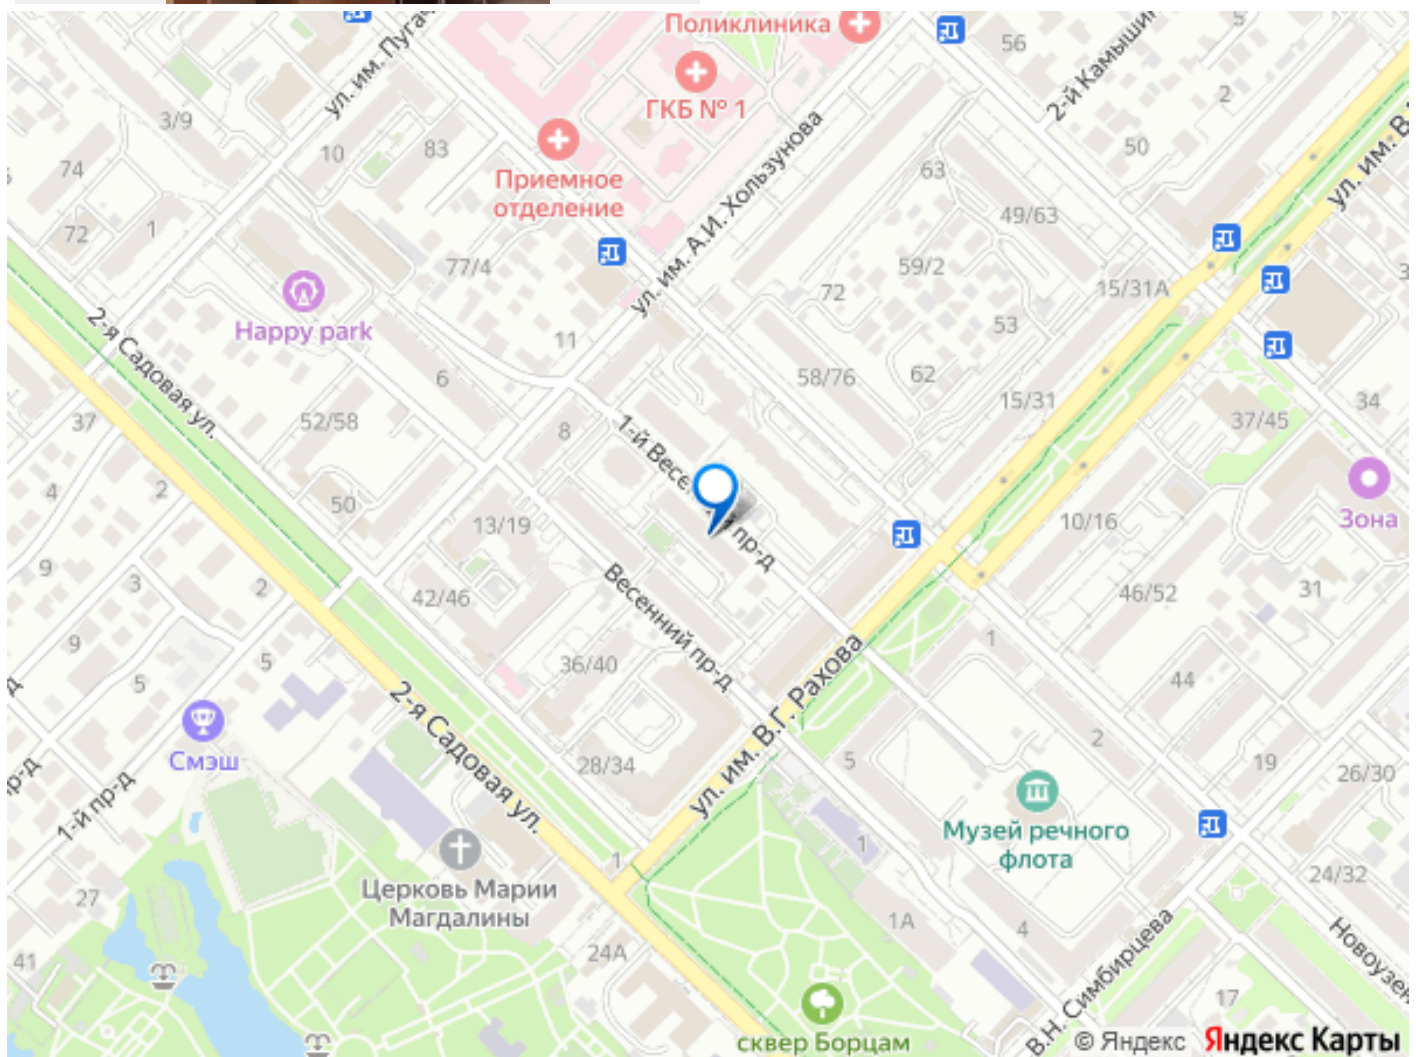 Поликлиника
56
5
ул. им. Пугач
ГКБ № 1
2-й Камышин
2
3/9
10
83
50
74
Приемное
отделение
ул. им. А.И. Хользунова
63
ул. им. В.
49/63
72
1
77/4
59/2
72
15/31А
3
Happy park
11
53
2-я Садовая ул.
6
58/76
62
15/31
34
37
52/58
8
1-й Весенний пр-д
37/45
4
2
50
13/19
10/16
Зона
9
3
2
42/46
Весенний пр-д
46/52
31
9
5
5
36/40
1
44
2-я Садовая ул.
ул. им. В.Г. Рахова
2
Смэш
28/34
5
19
26/30
р-д
1-й пр-д
Музей речного
флота
1
1
Церковь Марии
Магдалины
24/32
27
1А
4
Новоузен
41
24А
В.Н. Симбирцева
17
сквер Борцам
© Яндекс Яндекс Карты